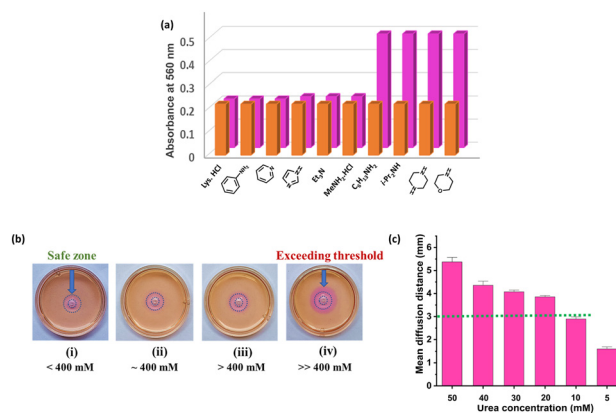 (a)
Absorbance at 560 nm
0.5
0.4
0.3
0.2
0.1
0
Lys. HCl
NH₂
N
Et₃N
MeNH₂-HCl
C₆H₁₃NH₂
i-Pr₂NH
O
(b)
Safe zone
Exceeding threshold
(i)
(ii)
(iii)
(iv)
< 400 mM
~ 400 mM
> 400 mM
>> 400 mM
(c)
Mean diffusion distance (mm)
6
5
4
3
2
1
0
50
40
30
20
10
5
Urea concentration (mM)